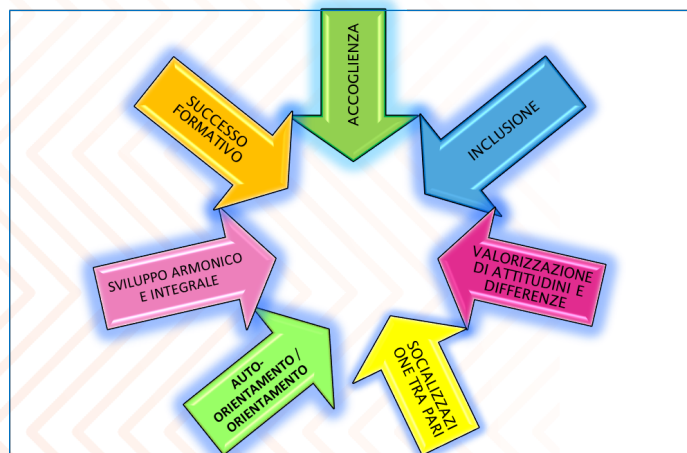 ACCOGLIENZA
INCLUSIONE
VALORIZZAZIONE
DI ATTITUDINI E
DIFFERENZE
SOCIALIZZAZI
ONE TRA PARI
AUTO-
ORIENTAMENTO /
ORIENTAMENTO
SVILUPPO ARMONICO
E INTEGRALE
SUCCESSO
FORMATIVO